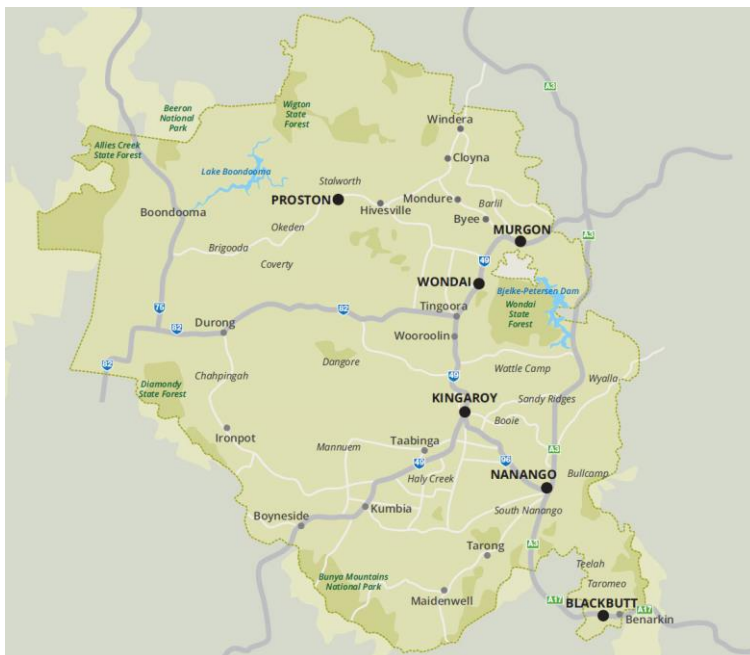 A3
Beeron
National
Park
Wigton
State
Forest
Windera
Allies Creek
State Forest
Cloyna
Lake Boondooma
Stalworth
PROSTON
Mondure
Barlil
Hivesville
Boondooma
Byee
Okeden
MURGON
A3
Brigooda
49
Coverty
WONDAI
Bjelke-Petersen Dam
Wondai
State
Forest
76
82
Tingoora
82
Durong
Wooroolin
82
Dangore
Wattle Camp
Chahpingah
49
Wyalla
Diamondy
State Forest
KINGAROY
Sandy Ridges
Booie
Ironpot
Mannuem
Taabinga
A3
49
96
NANANGO
Bullcamp
Haly Creek
Kumbia
South Nanango
Boyneside
A3
Tarong
Teelah
Bunya Mountains
National Park
Taromeo
Maidenwell
A17
BLACKBUTT
A17
Benarkin